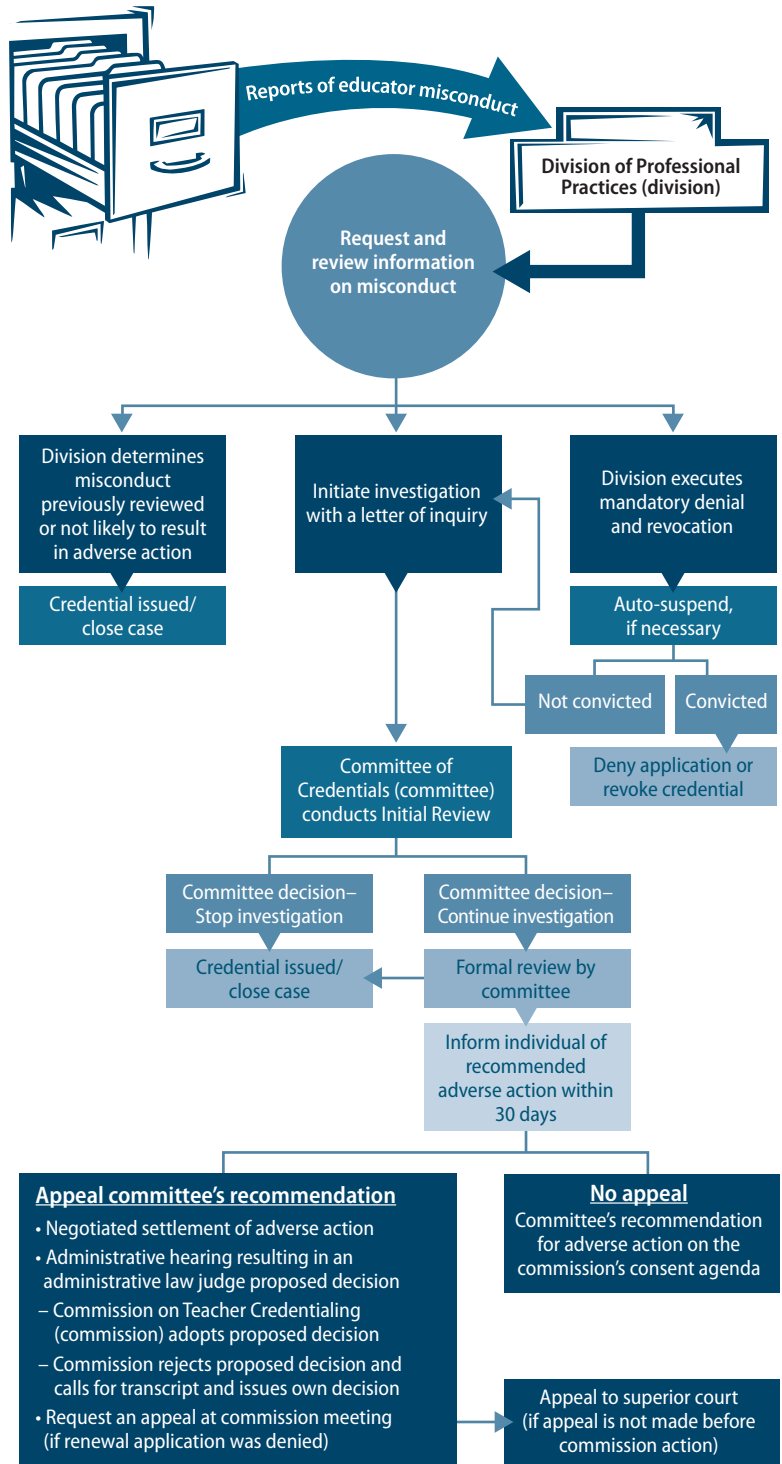 Reports of educator misconduct
Division of Professional
Practices (division)
Request and
review information
on misconduct
Division determines
misconduct
previously reviewed
or not likely to result
in adverse action
Credential issued/
close case
Initiate investigation
with a letter of inquiry
Division executes
mandatory denial
and revocation
Auto-suspend,
if necessary
Not convicted
Convicted
Deny application or
revoke credential
Committee of
Credentials (committee)
conducts Initial Review
Committee decision–
Stop investigation
Credential issued/
close case
Committee decision–
Continue investigation
Formal review by
committee
Inform individual of
recommended
adverse action within
30 days
Appeal committee's recommendation
• Negotiated settlement of adverse action
• Administrative hearing resulting in an
administrative law judge proposed decision
– Commission on Teacher Credentialing
(commission) adopts proposed decision
– Commission rejects proposed decision and
calls for transcript and issues own decision
• Request an appeal at commission meeting
(if renewal application was denied)
No appeal
Committee's recommendation
for adverse action on the
commission's consent agenda
Appeal to superior court
(if appeal is not made before
commission action)